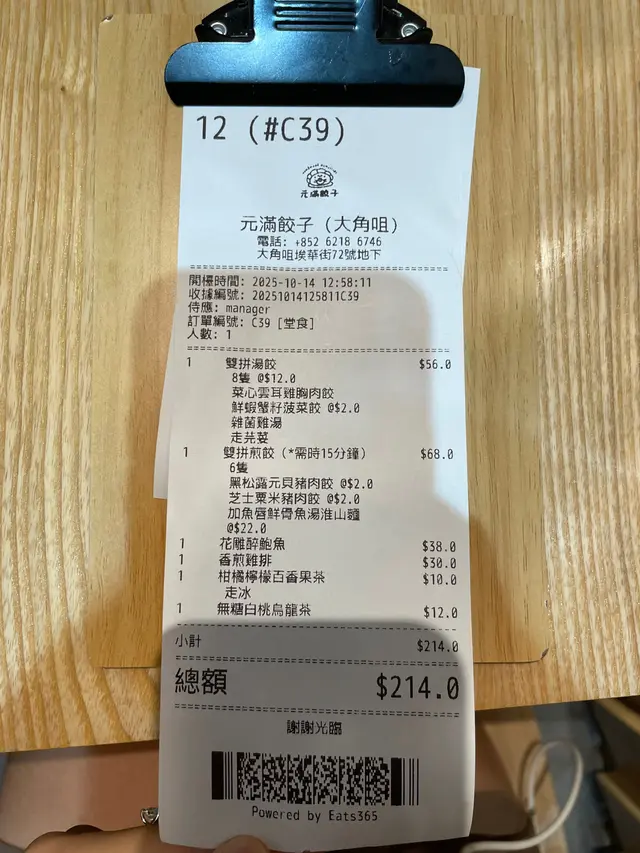 12 (#C39)
元滿餃子
元滿餃子 (大角咀)
電話: +852 6218 6746
大角咀埃華街72號地下
開檯時間: 2025-10-14 12:58:11
收據編號: 20251014125811C39
侍應: manager
訂單編號: C39 [堂食]
人數: 1
1 雙拼湯餃 $56.0
8隻 @$12.0
菜心雲耳雞胸肉餃
鮮蝦蟹籽菠菜餃 @$2.0
雜菌雞湯
走芫荽
1 雙拼煎餃 (*需時15分鐘) $68.0
6隻
黑松露元貝豬肉餃 @$2.0
芝士粟米豬肉餃 @$2.0
加魚唇鮮骨魚湯淮山麵
@$22.0
1 花雕醉鮑魚 $38.0
1 香煎雞排 $30.0
1 柑橘檸檬百香果茶 $10.0
走冰
1 無糖白桃烏龍茶 $12.0
小計 $214.0
總額 $214.0
謝謝光臨
Powered by Eats365